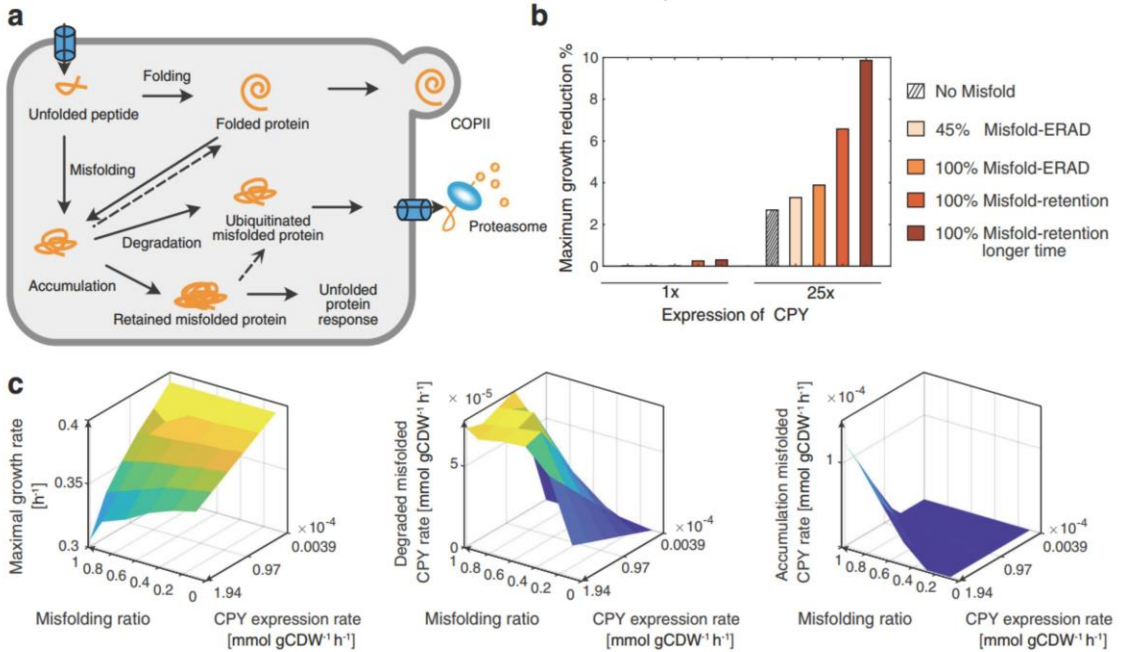 a
Unfolded peptide
Folding
Folded protein
COPII
Misfolding
Degradation
Ubiquitinated
misfolded protein
Proteasome
Accumulation
Retained misfolded protein
Unfolded
protein
response
b
Maximum growth reduction %
10
8
6
4
2
0
1x
25x
Expression of CPY
No Misfold
45% Misfold-ERAD
100% Misfold-ERAD
100% Misfold-retention
100% Misfold-retention
longer time
c
Maximal growth rate
[h⁻¹]
0.4
0.35
0.3
1 0.8 0.6 0.4 0.2 0
Misfolding ratio
×10⁻⁴
0.0039
0.97
1.94
CPY expression rate
[mmol gCDW⁻¹ h⁻¹]
Degraded misfolded
CPY rate [mmol gCDW⁻¹ h⁻¹]
× 10⁻⁵
5
0
1 0.8 0.6 0.4 0.2 0
Misfolding ratio
×10⁻⁴
0.0039
0.97
1.94
CPY expression rate
[mmol gCDW⁻¹ h⁻¹]
Accumulation misfolded
CPY rate [mmol gCDW⁻¹ h⁻¹]
×10⁻⁴
1
1 0.8 0.6 0.4 0.2 0
Misfolding ratio
×10⁻⁴
0.0039
0.97
1.94
CPY expression rate
[mmol gCDW⁻¹ h⁻¹]